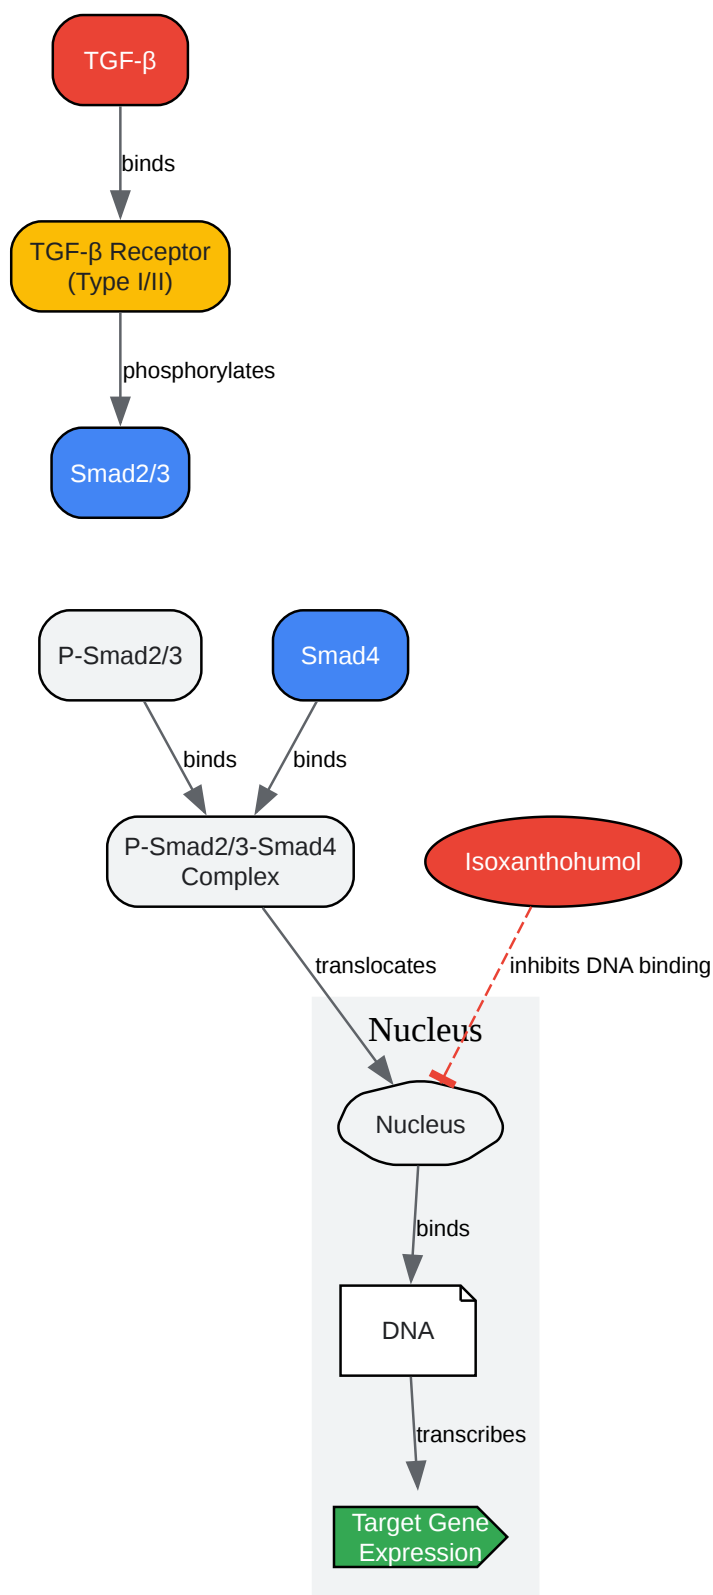 TGF-β
binds
TGF-β Receptor
(Type I/II)
phosphorylates
Smad2/3
P-Smad2/3
Smad4
binds
binds
P-Smad2/3-Smad4
Complex
Isoxanthohumol
translocates
inhibits DNA binding
Nucleus
Nucleus
binds
DNA
transcribes
Target Gene
Expression